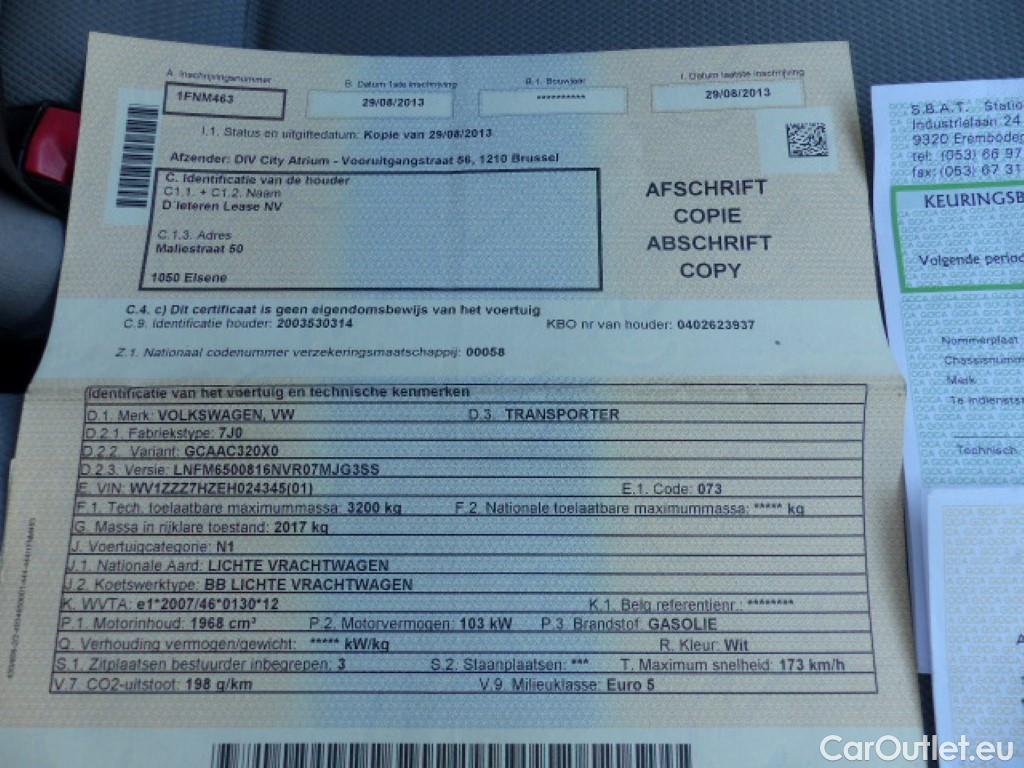 A. Inschrijvingsnummer
1FNM463
B. Datum 1ste inschrijving
29/08/2013
B.1. Bouwjaar
**********
I. Datum laatste inschrijving
29/08/2013
I.1. Status en uitgiftedatum: Kopie van 29/08/2013
Afzender: DIV City Atrium - Vooruitgangstraat 56, 1210 Brussel
C. Identificatie van de houder
C1.1. + C1.2. Naam
D'Ieteren Lease NV
C.1.3. Adres
Maliestraat 50
1050 Elsene
AFSCHRIFT
COPIE
ABSCHRIFT
COPY
C.4. c) Dit certificaat is geen eigendomsbewijs van het voertuig
C.9. Identificatie houder: 2003530314 KBO nr van houder: 0402623937
Z.1. Nationaal codenummer verzekeringsmaatschappij: 00058
Identificatie van het voertuig en technische kenmerken
D.1. Merk: VOLKSWAGEN, VW D.3. TRANSPORTER
D.2.1. Fabriekstype: 7J0
D.2.2. Variant: GCAAC320X0
D.2.3. Versie: LNFM6500816NVR07MJG3SS
E. VIN: WV1ZZZ7HZEH024345(01) E.1. Code: 073
F.1. Tech. toelaatbare maximummassa: 3200 kg F.2. Nationale toelaatbare maximummassa: ***** kg
G. Massa in rijklare toestand: 2017 kg
J. Voertuigcategorie: N1
J.1. Nationale Aard: LICHTE VRACHTWAGEN
J.2. Koetswerktype: BB LICHTE VRACHTWAGEN
K. WVTA: e1*2007/46*0130*12 K.1. Belg.referentienr.: ********
P.1. Motorinhoud: 1968 cm³ P.2. Motorvermogen: 103 kW P.3. Brandstof: GASOLIE
Q. Verhouding vermogen/gewicht: ***** kW/kg R. Kleur: Wit
S.1. Zitplaatsen bestuurder inbegrepen: 3 S.2. Staanplaatsen: *** T. Maximum snelheid: 173 km/h
V.7. CO2-uitstoot: 198 g/km V.9. Milieuklasse: Euro 5
S.B.A.T. Statio
Industrielaan 24
9320 Erembodeg
tel: (053) 66 97
fax: (053) 67 31
KEURINGSB
Volgende period
Nommerplaat
Chassisnumm
Merk
1e indienstst
Technisch
CarOutlet.eu